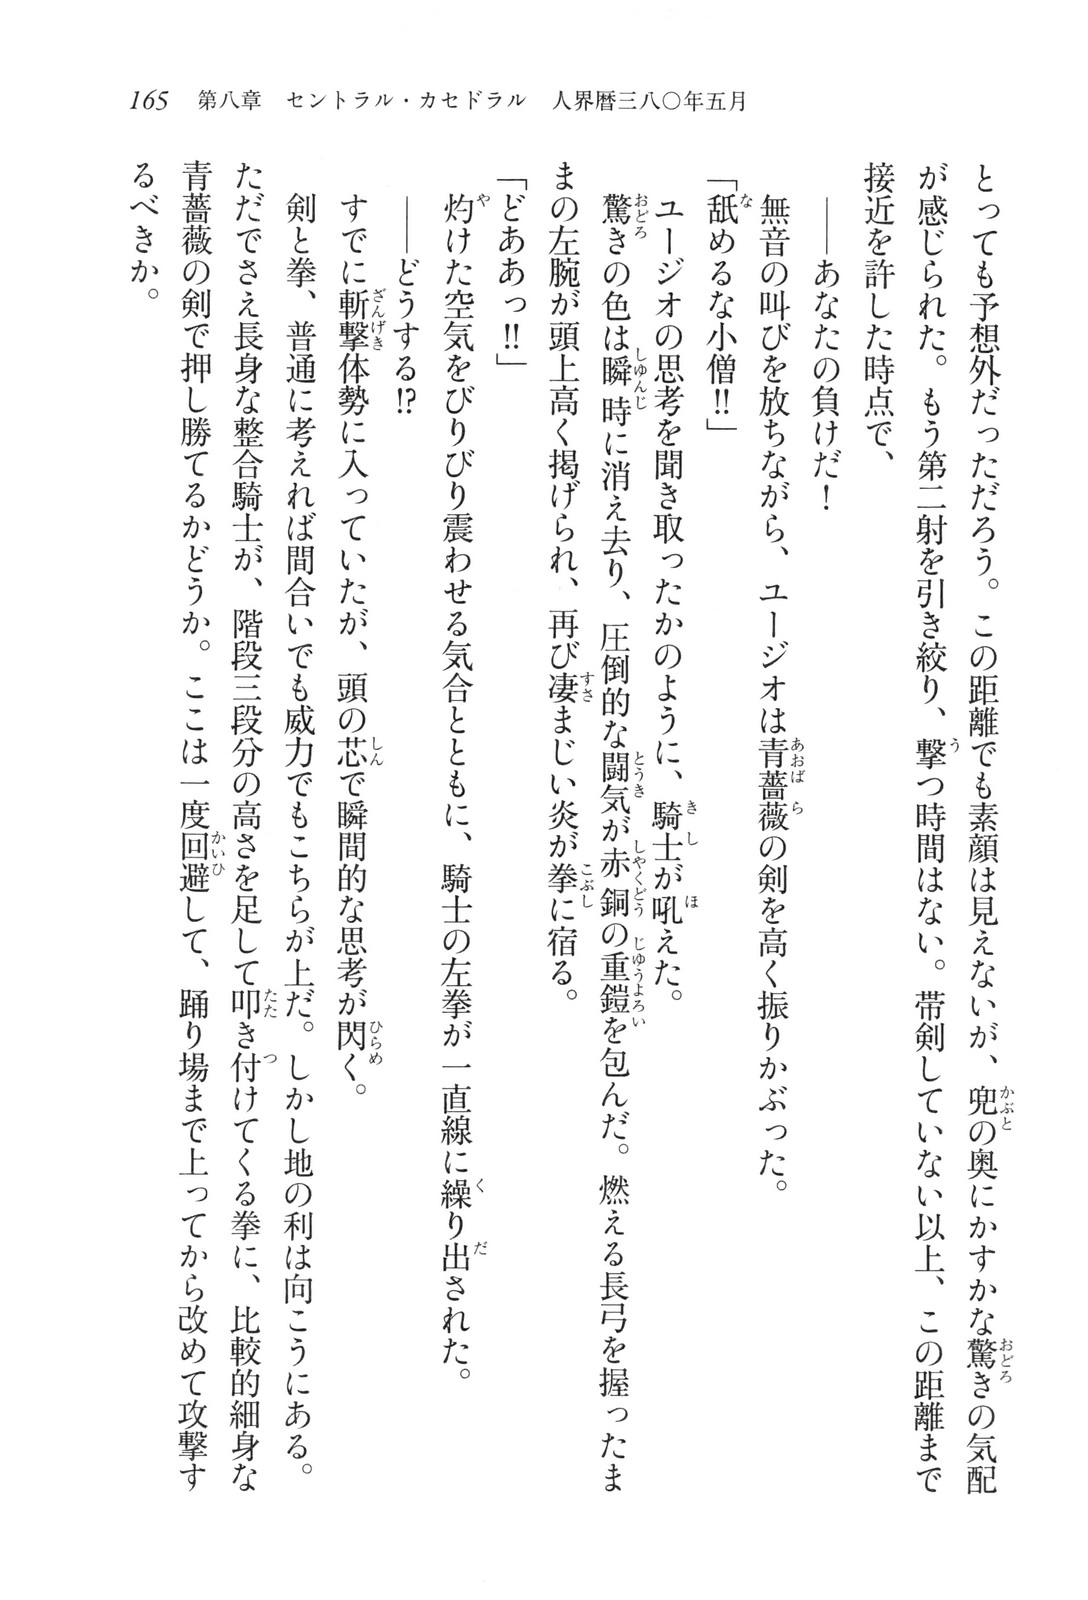 165 第八章 セントラル・カセドラル 人界暦三八〇年五月
とっても予想外だっただろう。この距離でも素顔は見えないが、兜の奥にかすかな驚きの気配
が感じられた。もう第二射を引き絞り、撃つ時間はない。帯剣していない以上、この距離まで
接近を許した時点で、
――あなたの負けだ！
無音の叫びを放ちながら、ユージオは青薔薇の剣を高く振りかぶった。
「舐めるな小僧‼」
ユージオの思考を聞き取ったかのように、騎士が吼えた。
驚きの色は瞬時に消え去り、圧倒的な闘気が赤銅の重鎧を包んだ。燃える長弓を握ったま
まの左腕が頭上高く掲げられ、再び凄まじい炎が拳に宿る。
「どああっ‼」
灼けた空気をびりびり震わせる気合とともに、騎士の左拳が一直線に繰り出された。
――どうする⁉
すでに斬撃体勢に入っていたが、頭の芯で瞬間的な思考が閃く。
剣と拳、普通に考えれば間合いでも威力でもこちらが上だ。しかし地の利は向こうにある。
ただでさえ長身な整合騎士が、階段三段分の高さを足して叩き付けてくる拳に、比較的細身な
青薔薇の剣で押し勝てるかどうか。ここは一度回避して、踊り場まで上ってから改めて攻撃す
るべきか。